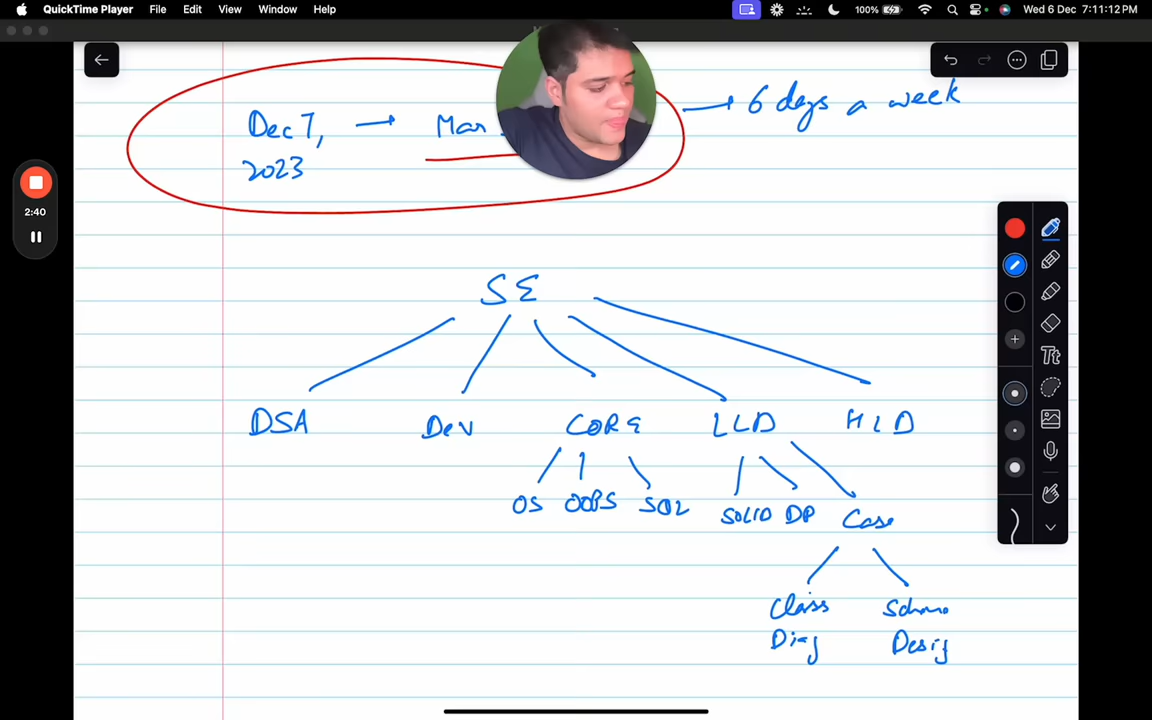 QuickTime Player File Edit View Window Help 100% Wed 6 Dec 7:11:12 PM
Dec 7, → Mar → 6 days a week
2023
2:40
SE
DSA Dev CORE LLD HLD
OS OOPS SQL SOLID DP Case
Class Schema
Diag Desig
Tt